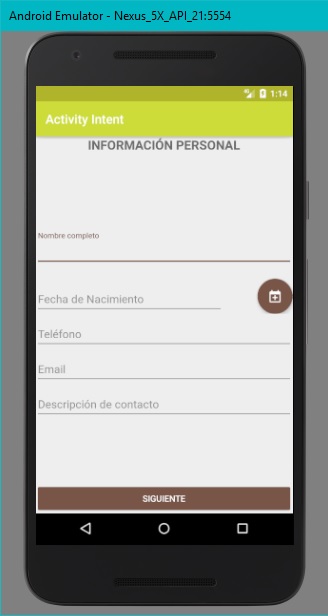 Android Emulator - Nexus_5X_API_21:5554
1:14
Activity Intent
INFORMACIÓN PERSONAL
Nombre completo
Fecha de Nacimiento
Teléfono
Email
Descripción de contacto
SIGUIENTE